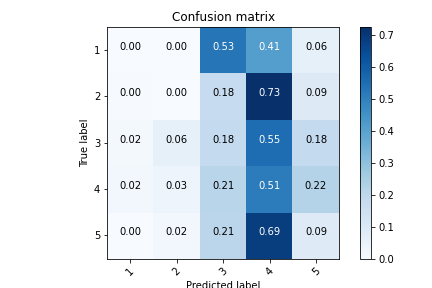 Confusion matrix
True label
1 0.00 0.00 0.53 0.41 0.06
2 0.00 0.00 0.18 0.73 0.09
3 0.02 0.06 0.18 0.55 0.18
4 0.02 0.03 0.21 0.51 0.22
5 0.00 0.02 0.21 0.69 0.09
1 2 3 4 5
Predicted label
0.7
0.6
0.5
0.4
0.3
0.2
0.1
0.0